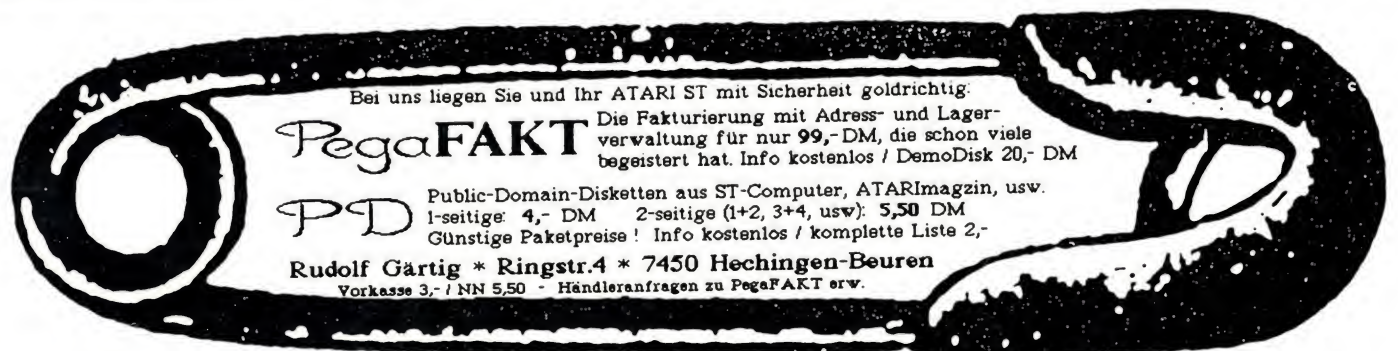 Bei uns liegen Sie und Ihr ATARI ST mit Sicherheit goldrichtig:
PegaFAKT Die Fakturierung mit Adress- und Lager-
verwaltung für nur 99,- DM, die schon viele
begeistert hat. Info kostenlos / DemoDisk 20,- DM
PD Public-Domain-Disketten aus ST-Computer, ATARImagzin, usw.
1-seitige: 4,- DM 2-seitige (1+2, 3+4, usw): 5,50 DM
Günstige Paketpreise ! Info kostenlos / komplette Liste 2,-
Rudolf Gärtig * Ringstr.4 * 7450 Hechingen-Beuren
Vorkasse 3,- / NN 5,50 - Händleranfragen zu PegaFAKT erw.